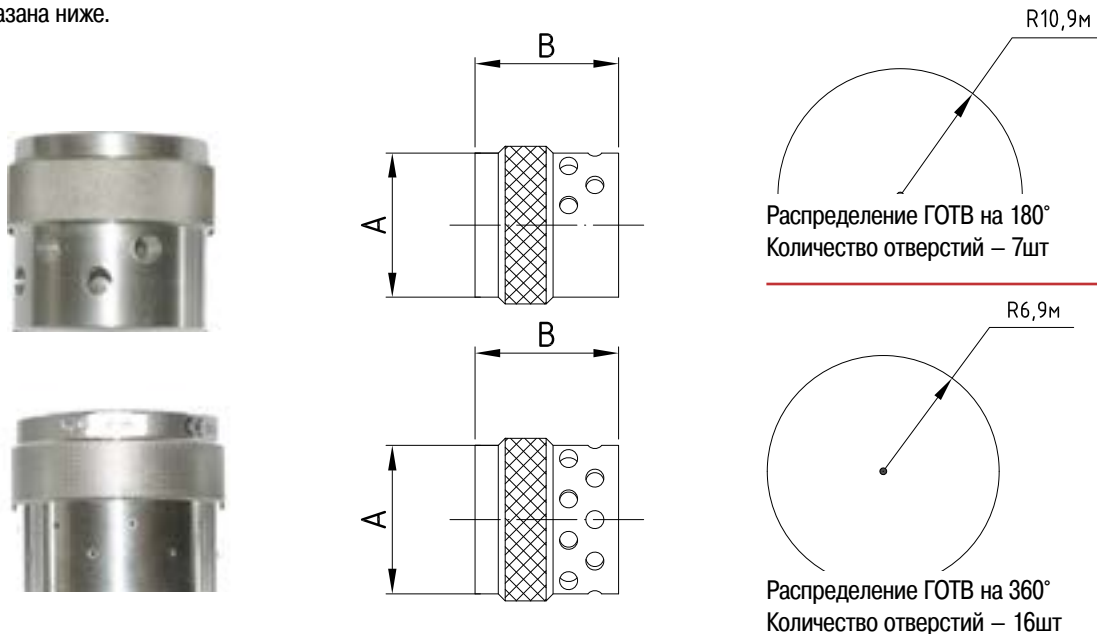 азана ниже.
B
A
R10,9м
Распределение ГОТВ на 180°
Количество отверстий – 7шт
B
A
R6,9м
Распределение ГОТВ на 360°
Количество отверстий – 16шт